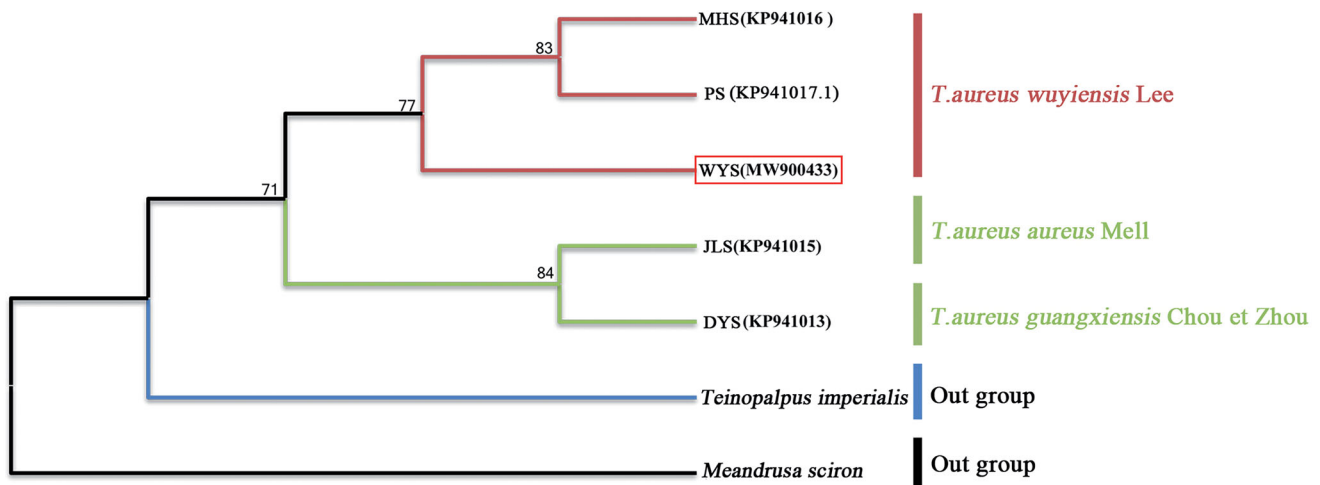 MHS(KP941016 )
83
PS (KP941017.1)
T.aureus wuyiensis Lee
77
WYS(MW900433)
71
T.aureus aureus Mell
JLS(KP941015)
84
DYS(KP941013)
T.aureus guangxiensis Chou et Zhou
Teinopalpus imperialis
Out group
Meandrusa sciron
Out group